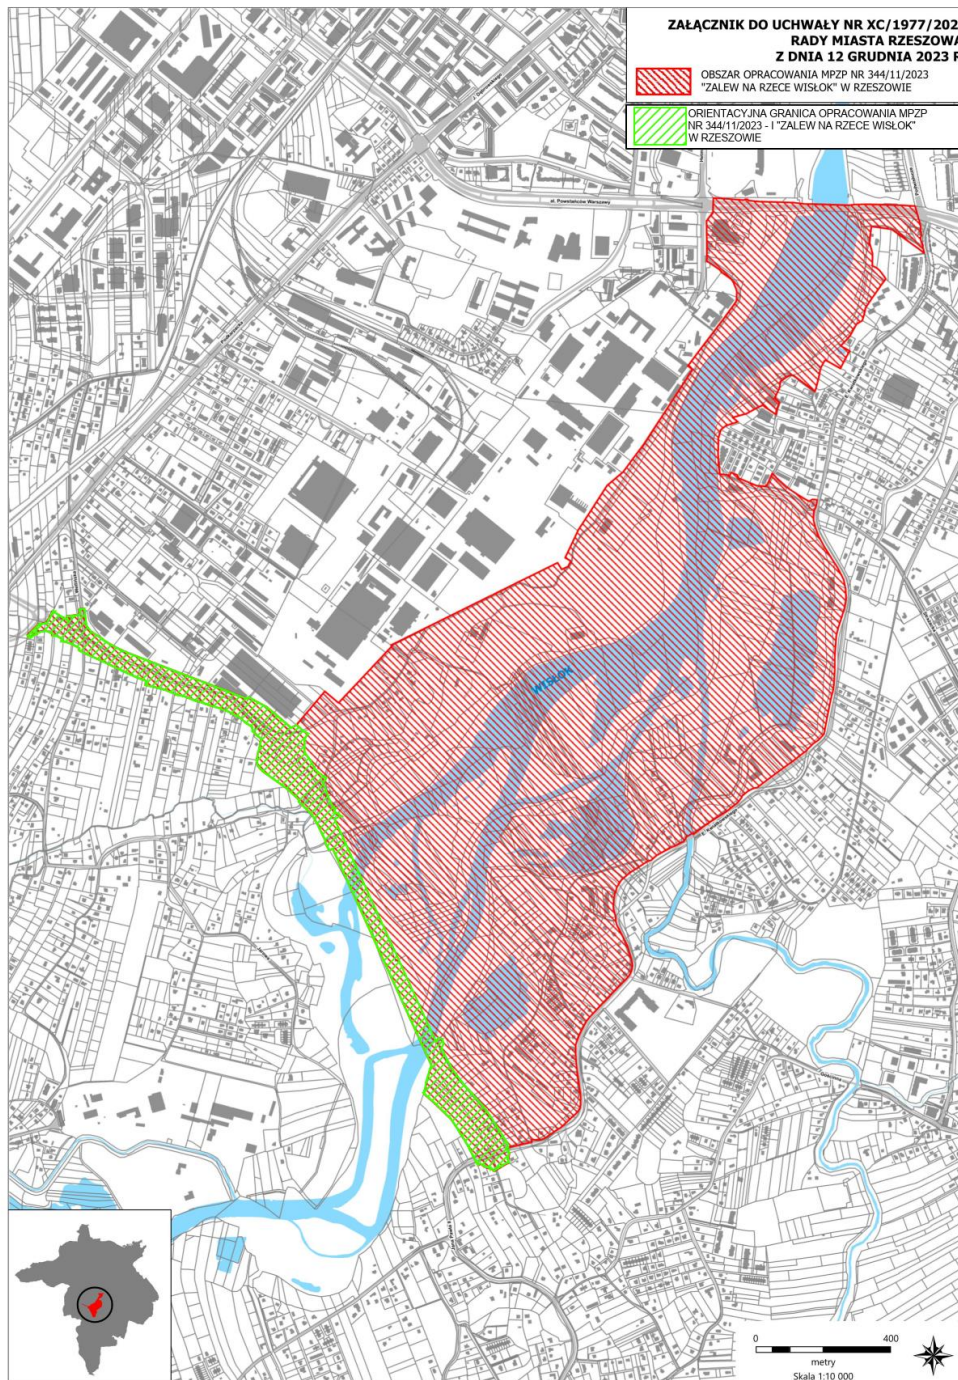 ZAŁĄCZNIK DO UCHWAŁY NR XC/1977/202
RADY MIASTA RZESZOWA
Z DNIA 12 GRUDNIA 2023 R
OBSZAR OPRACOWANIA MPZP NR 344/11/2023
"ZALEW NA RZECE WISŁOK" W RZESZOWIE
ORIENTACYJNA GRANICA OPRACOWANIA MPZP
NR 344/11/2023 - I "ZALEW NA RZECE WISŁOK"
W RZESZOWIE
al. Powstańców Warszawy
WISŁOK
0 400
metry
Skala 1:10 000